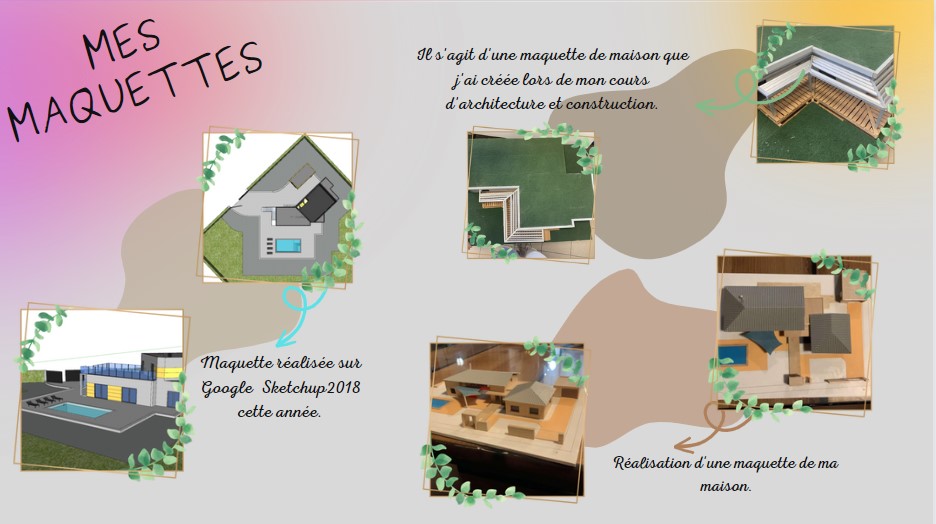 MES
MAQUETTES
Il s'agit d'une maquette de maison que
j'ai créée lors de mon cours
d'architecture et construction.
Maquette réalisée sur
Google Sketchup2018
cette année.
Réalisation d'une maquette de ma
maison.